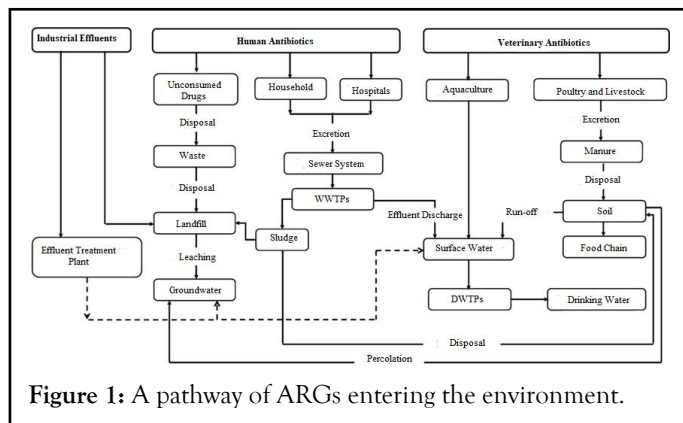 Industrial Effluents
Human Antibiotics
Veterinary Antibiotics
Unconsumed
Drugs
Household
Hospitals
Aquaculture
Poultry and Livestock
Disposal
Excretion
Excretion
Waste
Sewer System
Manure
Disposal
Disposal
WWTPs
Effluent Discharge
Run-off
Soil
Landfill
Sludge
Effluent Treatment
Plant
Leaching
Surface Water
Food Chain
Groundwater
DWTPs
Drinking Water
Disposal
Percolation
Figure 1: A pathway of ARGs entering the environment.